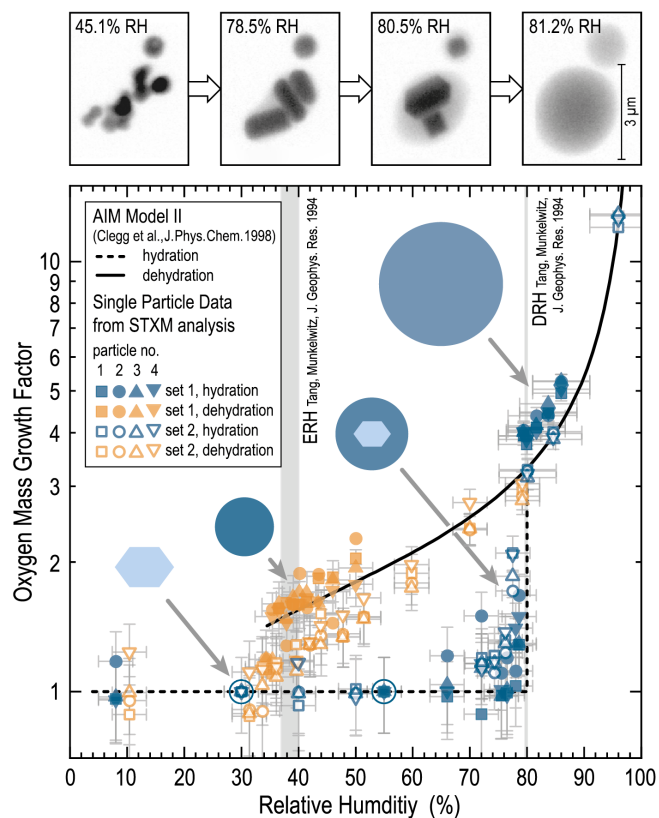 45.1% RH
78.5% RH
80.5% RH
81.2% RH
3 µm
AIM Model II
(Clegg et al.,J.Phys.Chem.1998)
hydration
dehydration
Single Particle Data
from STXM analysis
particle no.
1 2 3 4
set 1, hydration
set 1, dehydration
set 2, hydration
set 2, dehydration
ERH Tang, Munkelwitz, J. Geophys. Res. 1994
DRH Tang, Munkelwitz,
J. Geophys. Res. 1994
Oxygen Mass Growth Factor
10
9
8
7
6
5
4
3
2
1
0 10 20 30 40 50 60 70 80 90 100
Relative Humditiy (%)